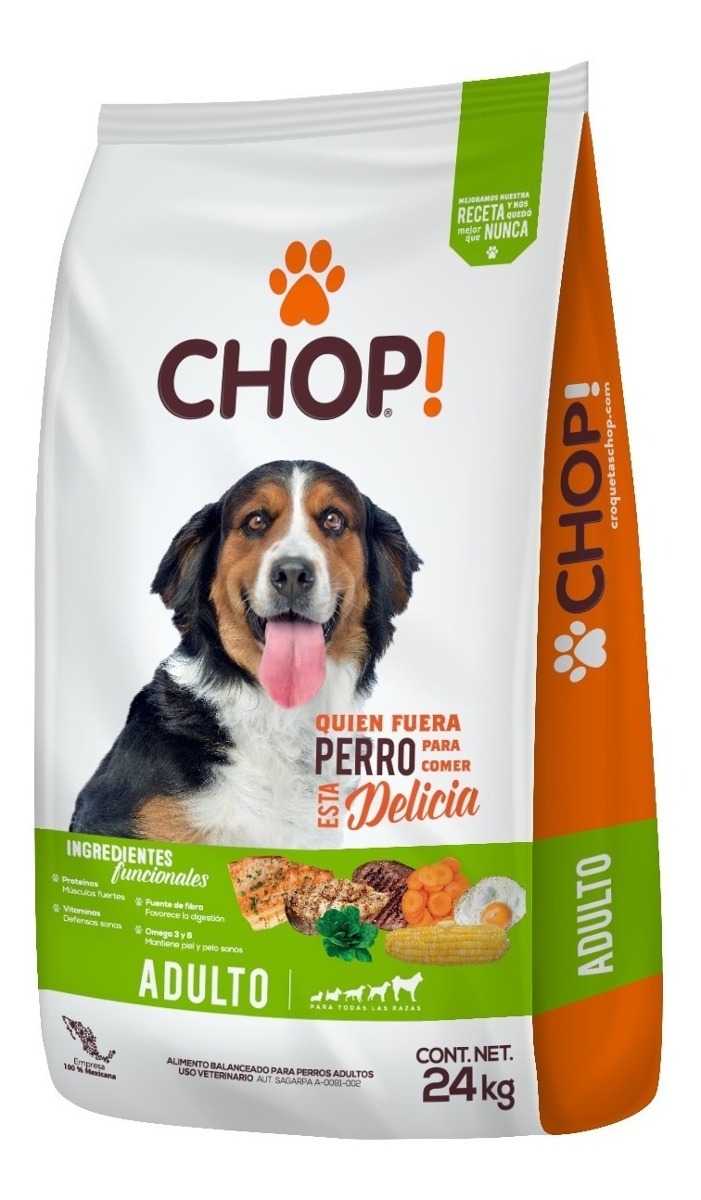 MEJORAMOS NUESTRA
RECETA Y NOS QUEDÓ
mejor que NUNCA
CHOP!®
QUIEN FUERA
PERRO PARA COMER
ESTA Delicia
INGREDIENTES
funcionales
Proteínas
Músculos fuertes
Vitaminas
Defensas sanas
Fuente de fibra
Favorece la digestión
Omega 3 y 6
Mantiene piel y pelo sanos
ADULTO
PARA TODAS LAS RAZAS
Empresa
100 % Mexicana
ALIMENTO BALANCEADO PARA PERROS ADULTOS
USO VETERINARIO AUT SAGARPA A-0091-002
CONT. NET.
24 kg
CHOP!
croquetaschop.com
ADULTO